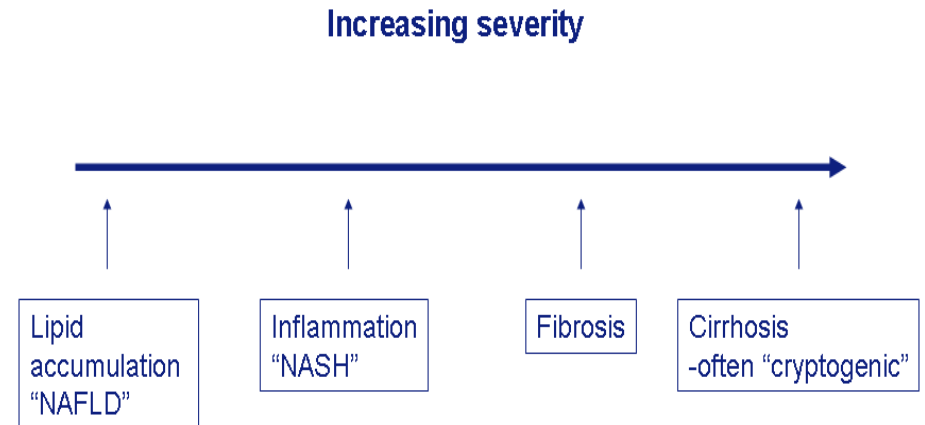 Increasing severity
Lipid
accumulation
“NAFLD”
Inflammation
“NASH”
Fibrosis
Cirrhosis
-often “cryptogenic”